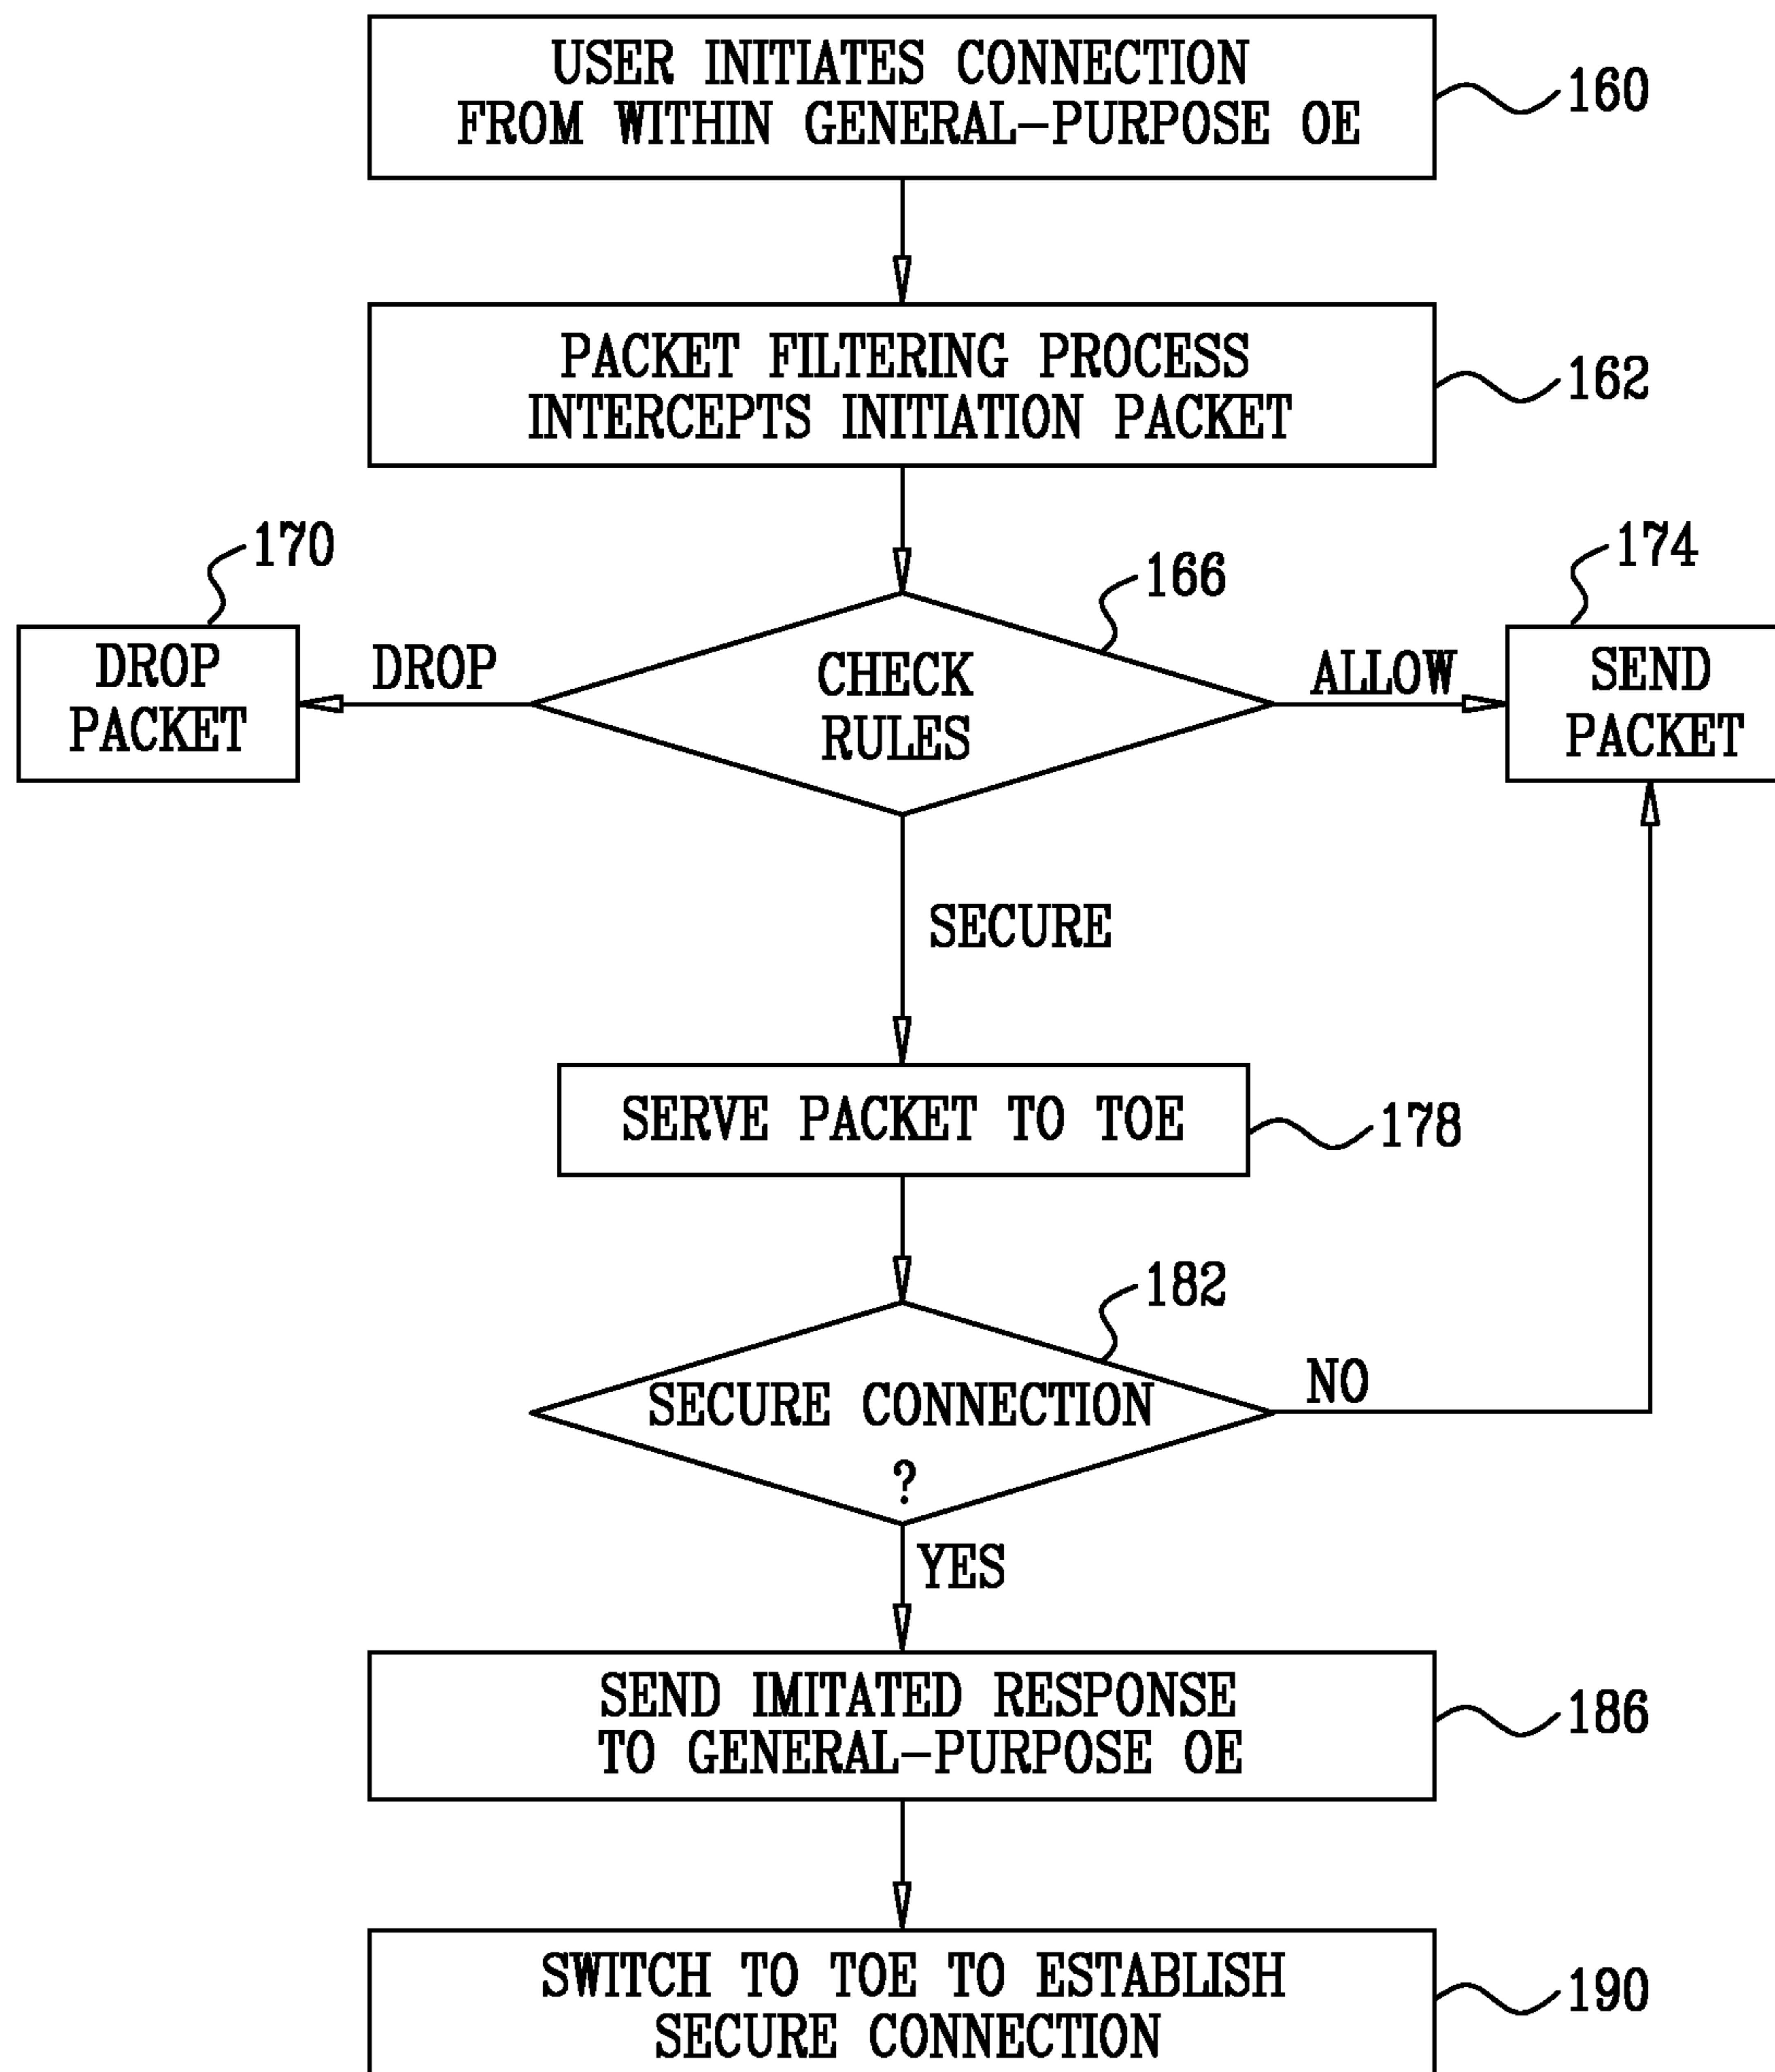 USER INITIATES CONNECTION
FROM WITHIN GENERAL-PURPOSE OE
160
PACKET FILTERING PROCESS
INTERCEPTS INITIATION PACKET
162
170
166
174
DROP
PACKET
DROP
CHECK
RULES
ALLOW
SEND
PACKET
SECURE
SERVE PACKET TO TOE
178
182
SECURE CONNECTION
?
NO
YES
SEND IMITATED RESPONSE
TO GENERAL-PURPOSE OE
186
SWITCH TO TOE TO ESTABLISH
SECURE CONNECTION
190